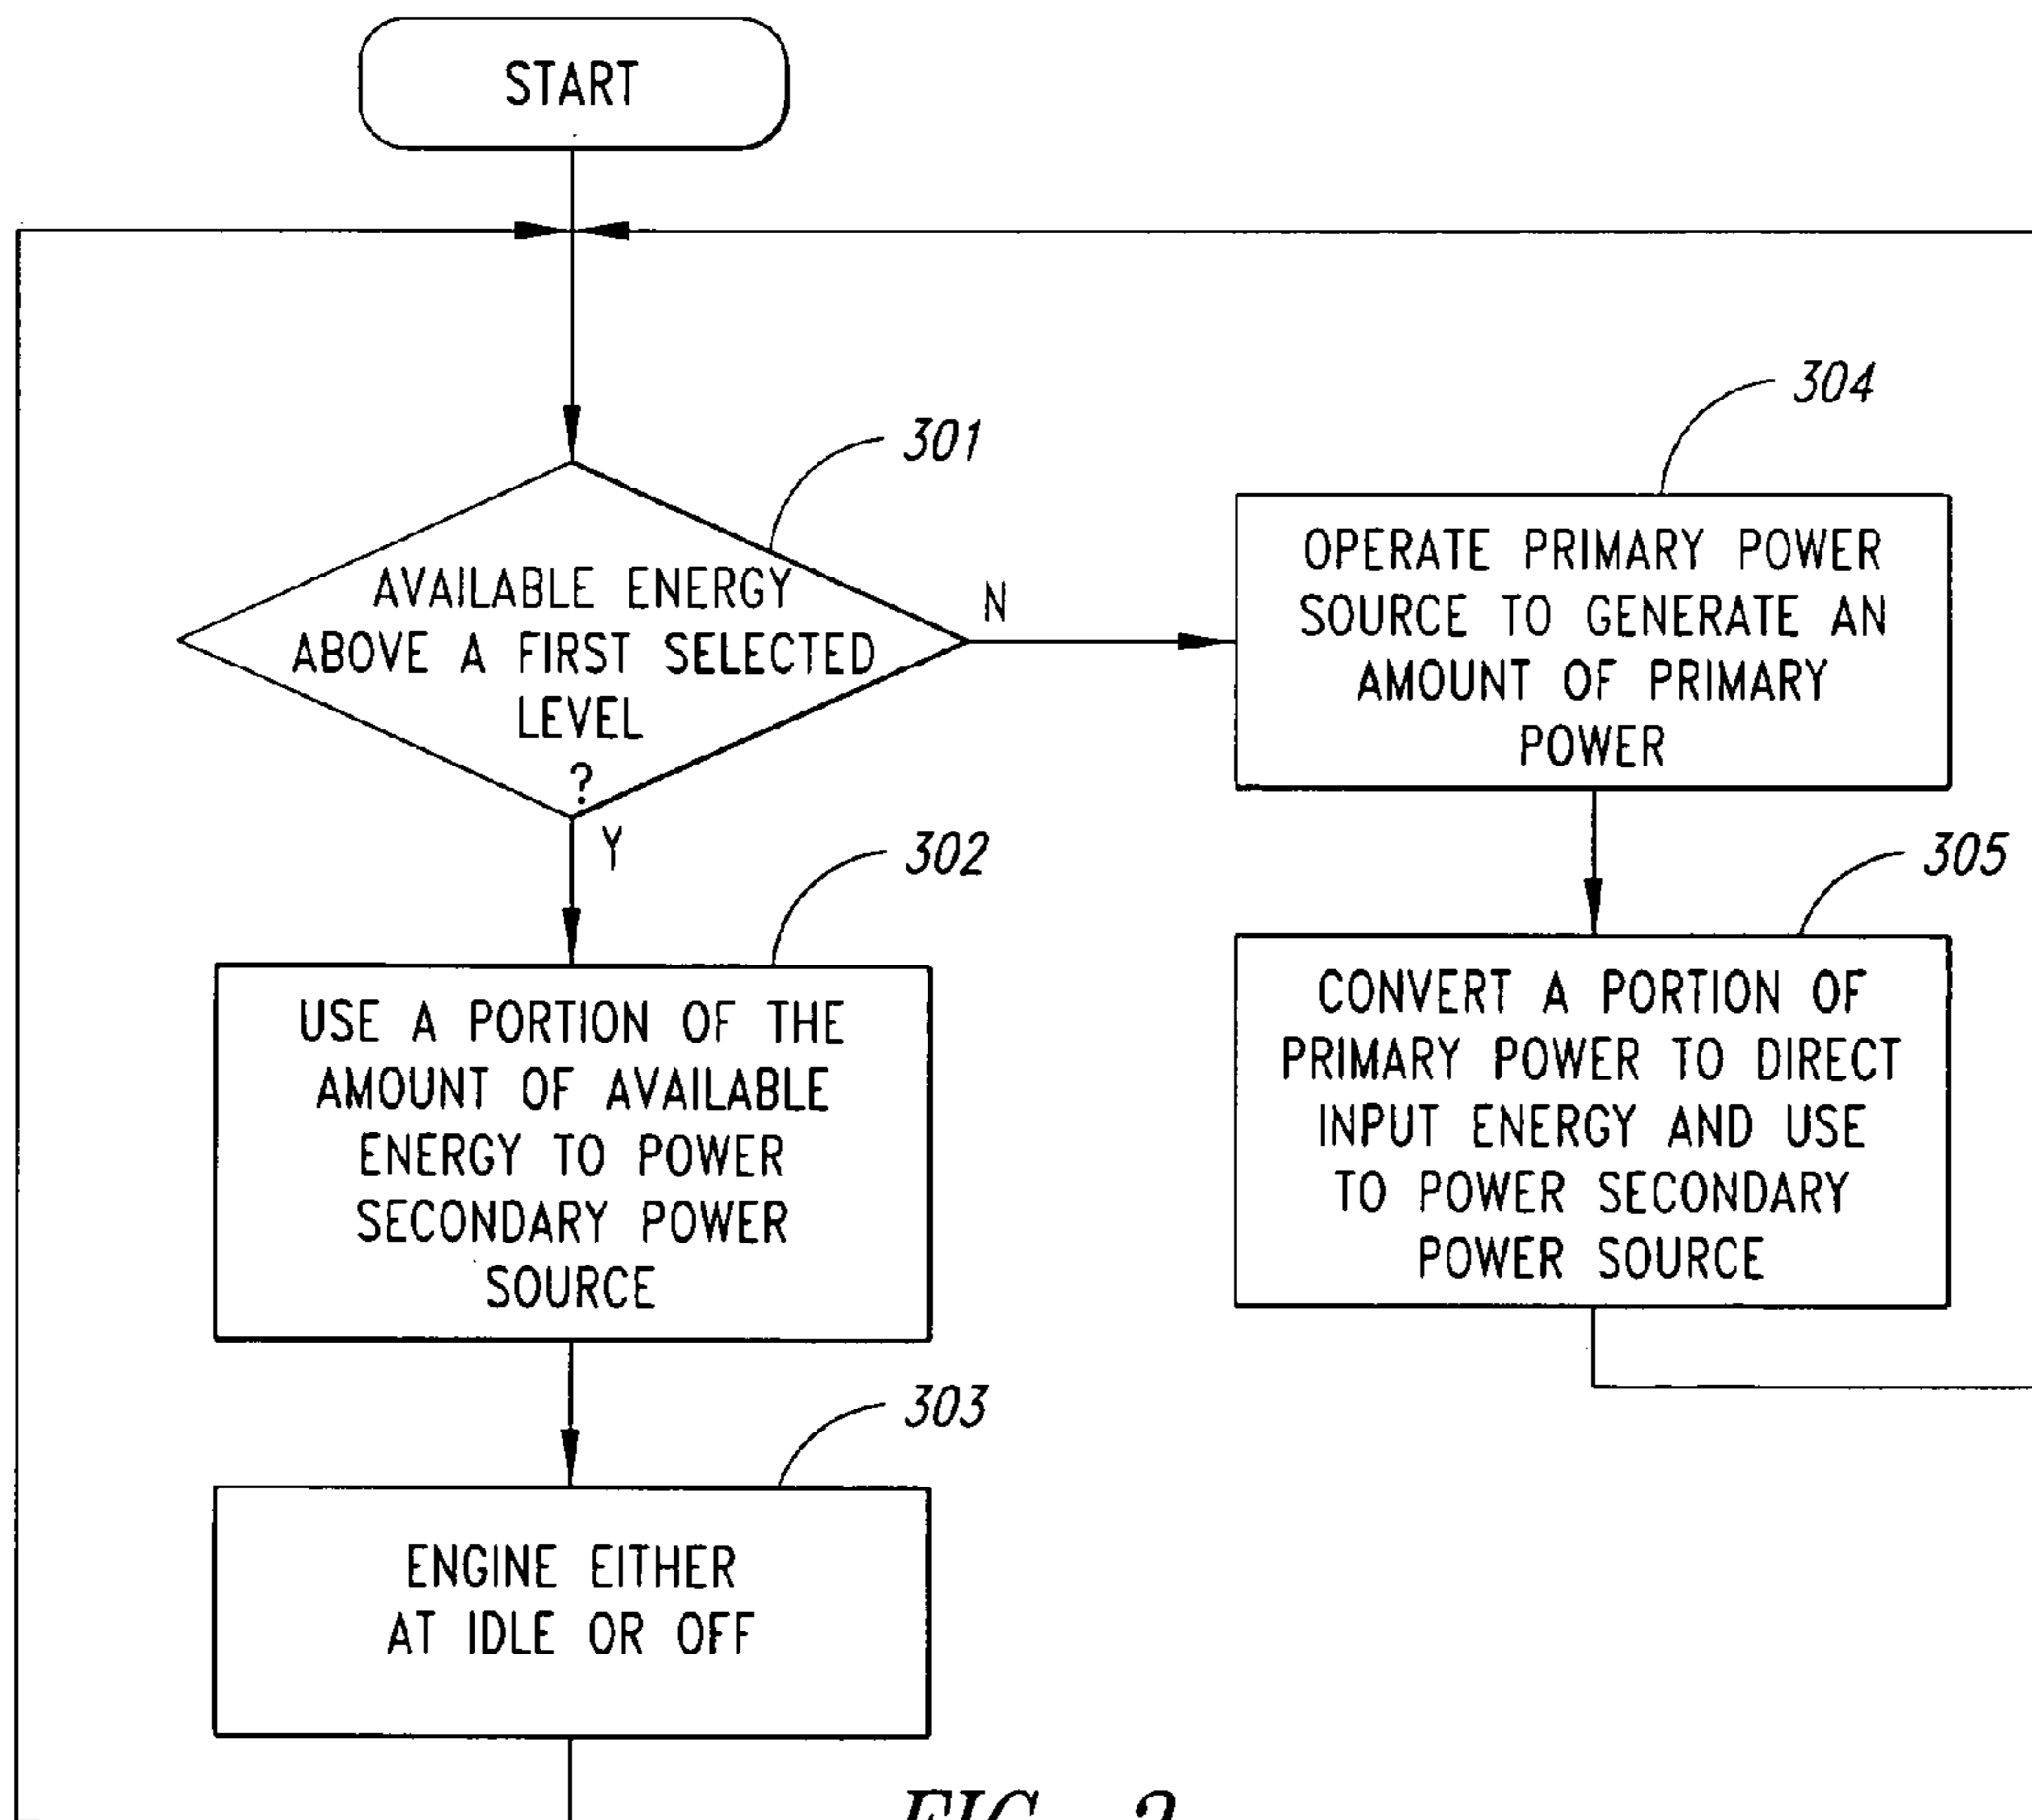 START
301
AVAILABLE ENERGY
ABOVE A FIRST SELECTED
LEVEL
?
N
Y
304
OPERATE PRIMARY POWER
SOURCE TO GENERATE AN
AMOUNT OF PRIMARY
POWER
302
USE A PORTION OF THE
AMOUNT OF AVAILABLE
ENERGY TO POWER
SECONDARY POWER
SOURCE
305
CONVERT A PORTION OF
PRIMARY POWER TO DIRECT
INPUT ENERGY AND USE
TO POWER SECONDARY
POWER SOURCE
303
ENGINE EITHER
AT IDLE OR OFF
FIG.